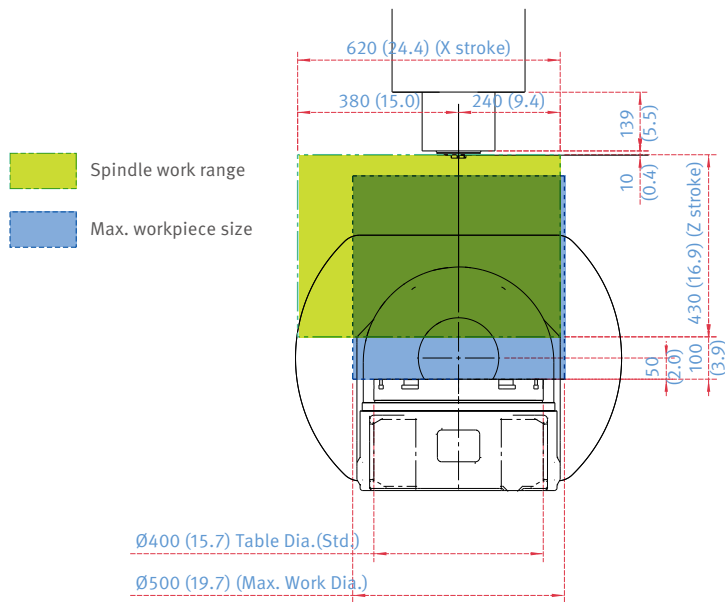 620 (24.4) (X stroke)
380 (15.0)
240 (9.4)
139
(5.5)
10
(0.4)
430 (16.9) (Z stroke)
Spindle work range
Max. workpiece size
50
(2.0)
100
(3.9)
Ø400 (15.7) Table Dia.(Std.)
Ø500 (19.7) (Max. Work Dia.)